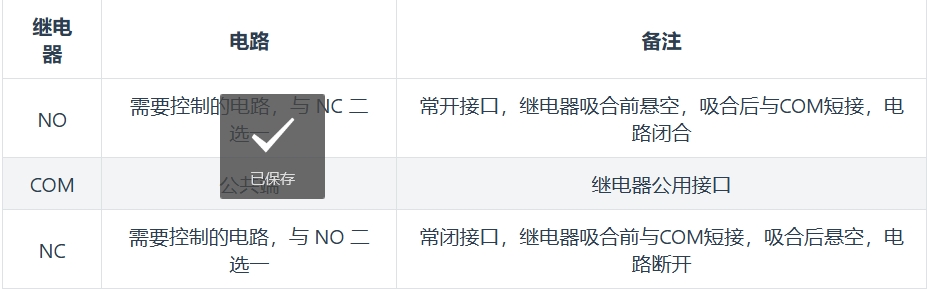 继电
器
电路
备注
NO
需要控制的电路，与 NC 二
选一
常开接口，继电器吸合前悬空，吸合后与COM短接，电
路闭合
已保存
COM
公共端
继电器公用接口
NC
需要控制的电路，与 NO 二
选一
常闭接口，继电器吸合前与COM短接，吸合后悬空，电
路断开